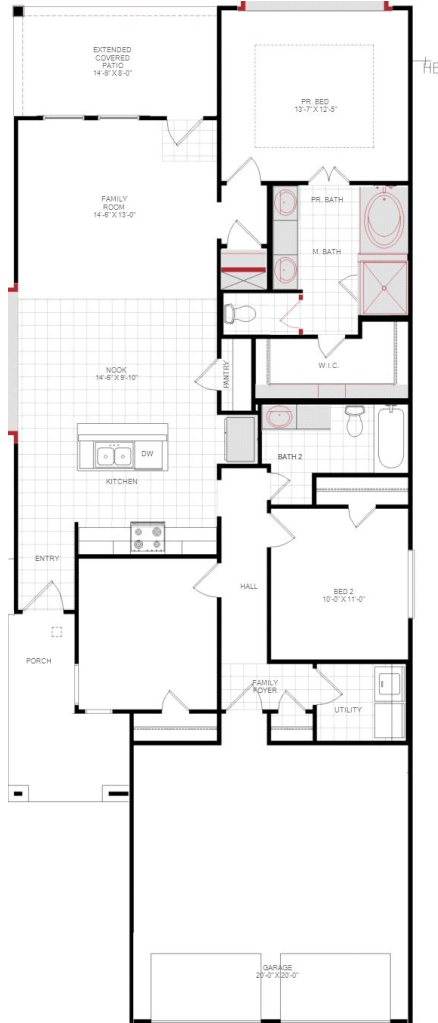 EXTENDED
COVERED
PATIO
14'-9" X 8'-0"
PR. BED
13'-7" X 12'-5"
FAMILY
ROOM
14'-6" X 13'-0"
PR. BATH
M. BATH
NOOK
14'-6" X 9'-10"
PANTRY
W.I.C.
DW
KITCHEN
BATH 2
ENTRY
HALL
BED 2
10'-0" X 11'-0"
PORCH
FAMILY
FOYER
UTILITY
GARAGE
20'-0" X 20'-0"